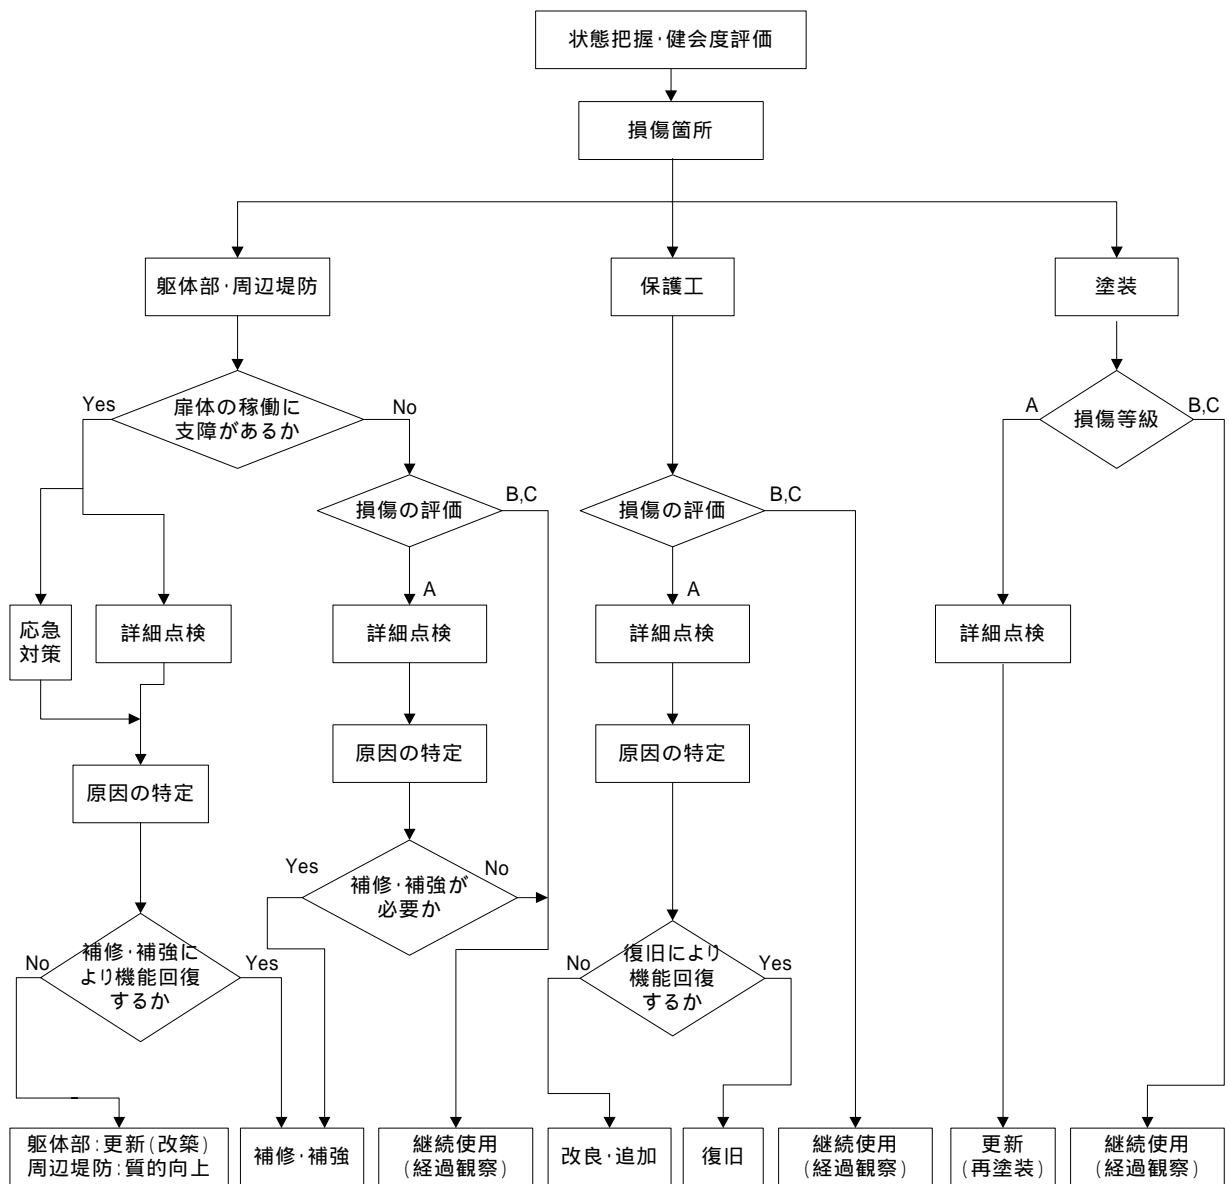 状態把握・健会度評価
損傷箇所
躯体部・周辺堤防
保護工
塗装
Yes
扉体の稼働に
支障があるか
No
A
損傷等級
B,C
損傷の評価
B,C
損傷の評価
B,C
A
A
応急
対策
詳細点検
詳細点検
詳細点検
詳細点検
原因の特定
原因の特定
原因の特定
Yes
補修・補強が
必要か
No
No
補修・補強に
より機能回復
するか
Yes
No
復旧により
機能回復
するか
Yes
躯体部：更新(改築)
周辺堤防：質的向上
補修・補強
継続使用
(経過観察)
改良・追加
復旧
継続使用
(経過観察)
更新
(再塗装)
継続使用
(経過観察)